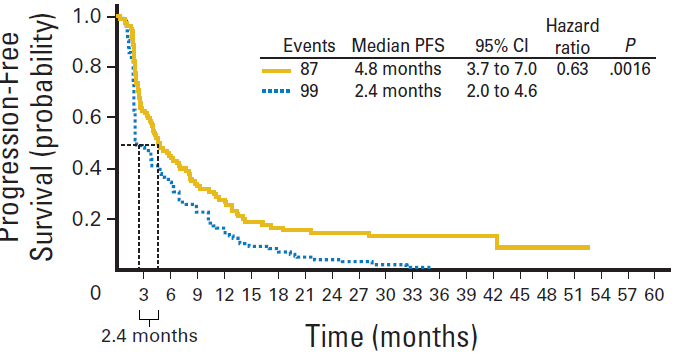 Progression-Free
Survival (probability)
1.0
0.8
0.6
0.4
0.2
0
Hazard
Events Median PFS 95% CI ratio P
87 4.8 months 3.7 to 7.0 0.63 .0016
99 2.4 months 2.0 to 4.6
3 6 9 12 15 18 21 24 27 30 33 36 39 42 45 48 51 54 57 60
2.4 months
Time (months)